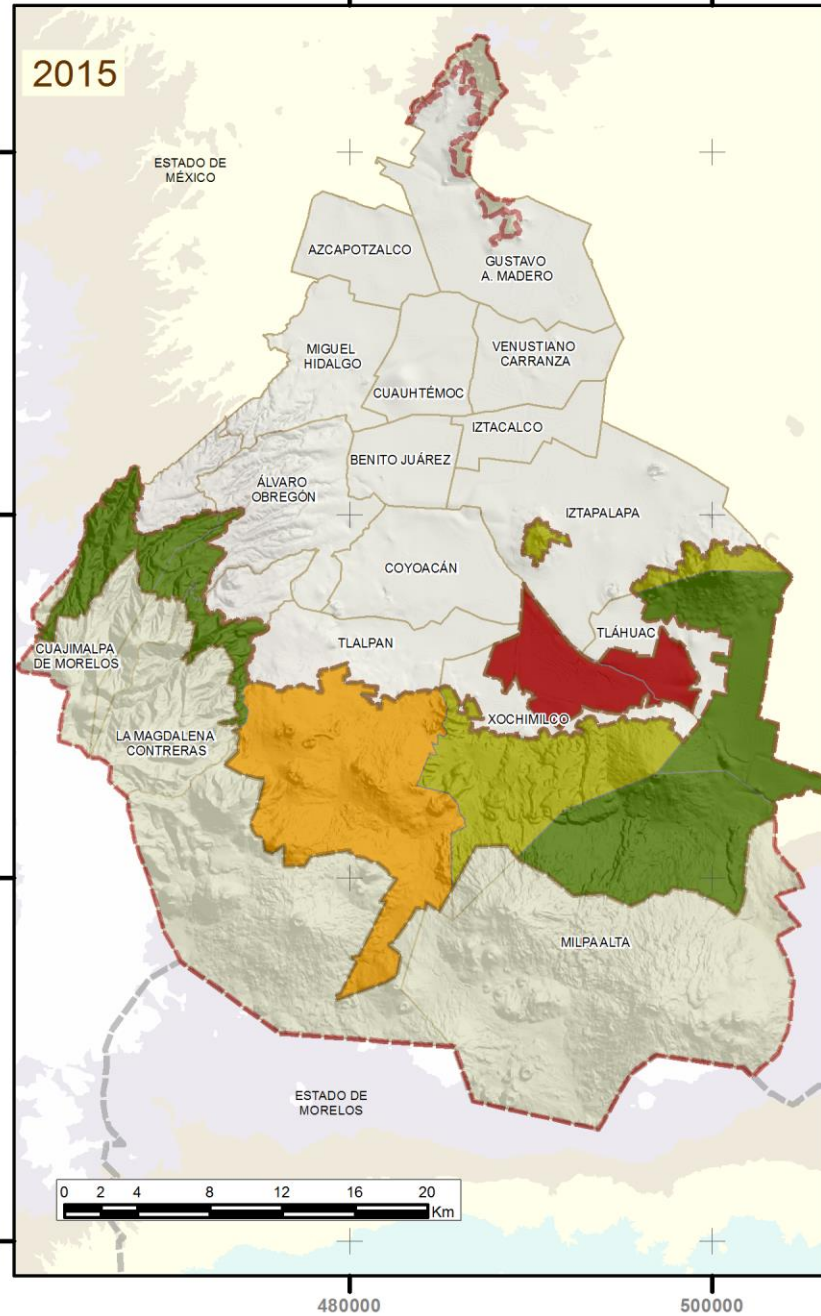 2015
ESTADO DE
MÉXICO
AZCAPOTZALCO
GUSTAVO
A. MADERO
MIGUEL
HIDALGO
VENUSTIANO
CARRANZA
CUAUHTÉMOC
IZTACALCO
BENITO JUÁREZ
ÁLVARO
OBREGÓN
IZTAPALAPA
COYOACÁN
TLALPAN
TLÁHUAC
CUAJIMALPA
DE MORELOS
XOCHIMILCO
LA MAGDALENA
CONTRERAS
MILPA ALTA
ESTADO DE
MORELOS
0 2 4 8 12 16 20
Km
480000 500000